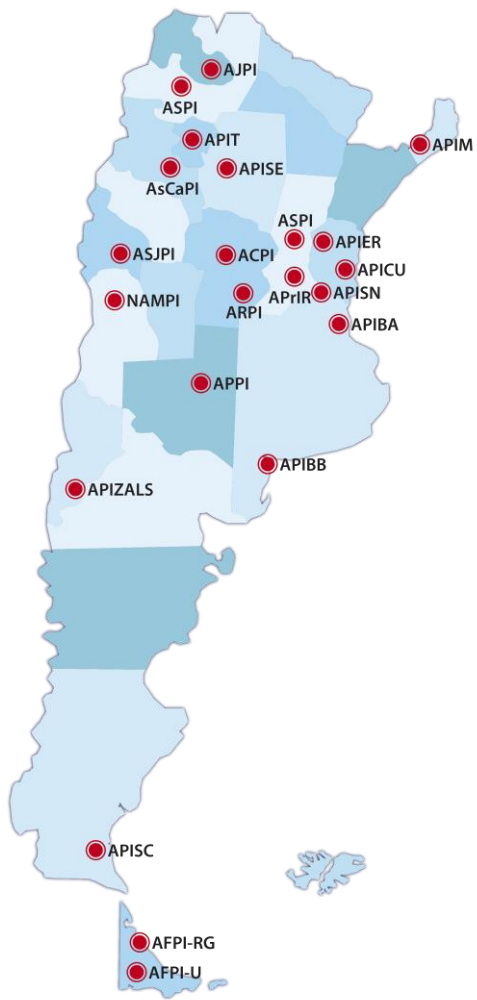 AJPI
ASPI
APIT
APIM
APISE
AsCaPI
ASPI
APIER
ASJPI
ACPI
APICU
NAMPI
ARPI
APrIR
APISN
APIBA
APPI
APIBB
APIZALS
APISC
AFPI-RG
AFPI-U